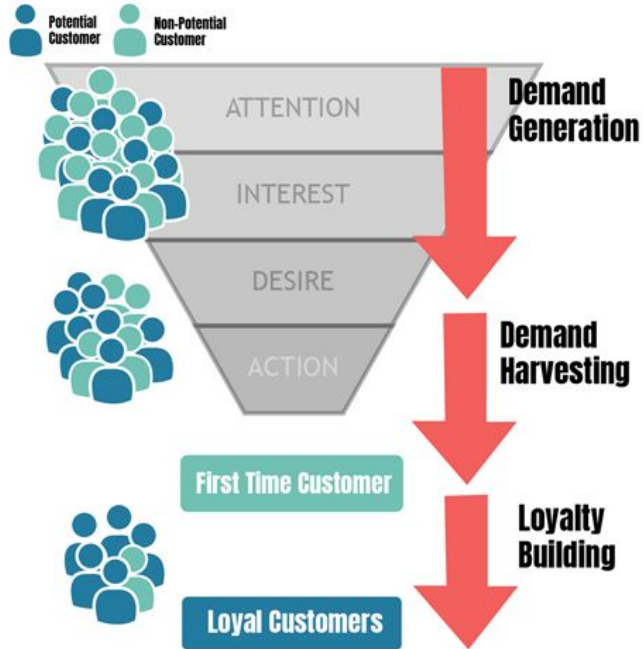 Potential
Customer
Non-Potential
Customer
ATTENTION
Demand
Generation
INTEREST
DESIRE
Demand
Harvesting
ACTION
First Time Customer
Loyalty
Building
Loyal Customers